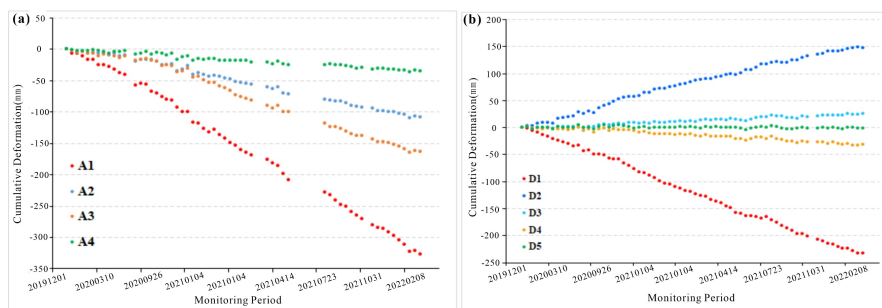 (a)
Cumulative Deformation(mm)
50
0
-50
-100
-150
-200
-250
-300
-350
A1
A2
A3
A4
20191201 20200310 20200926 20210104 20210104 20210414 20210723 20211031 20220208
Monitoring Period
(b)
Cumulative Deformation(mm)
200
150
100
50
0
-50
-100
-150
-200
-250
D1
D2
D3
D4
D5
20191201 20200310 20200926 20210104 20210104 20210414 20210723 20211031 20220208
Monitoring Period